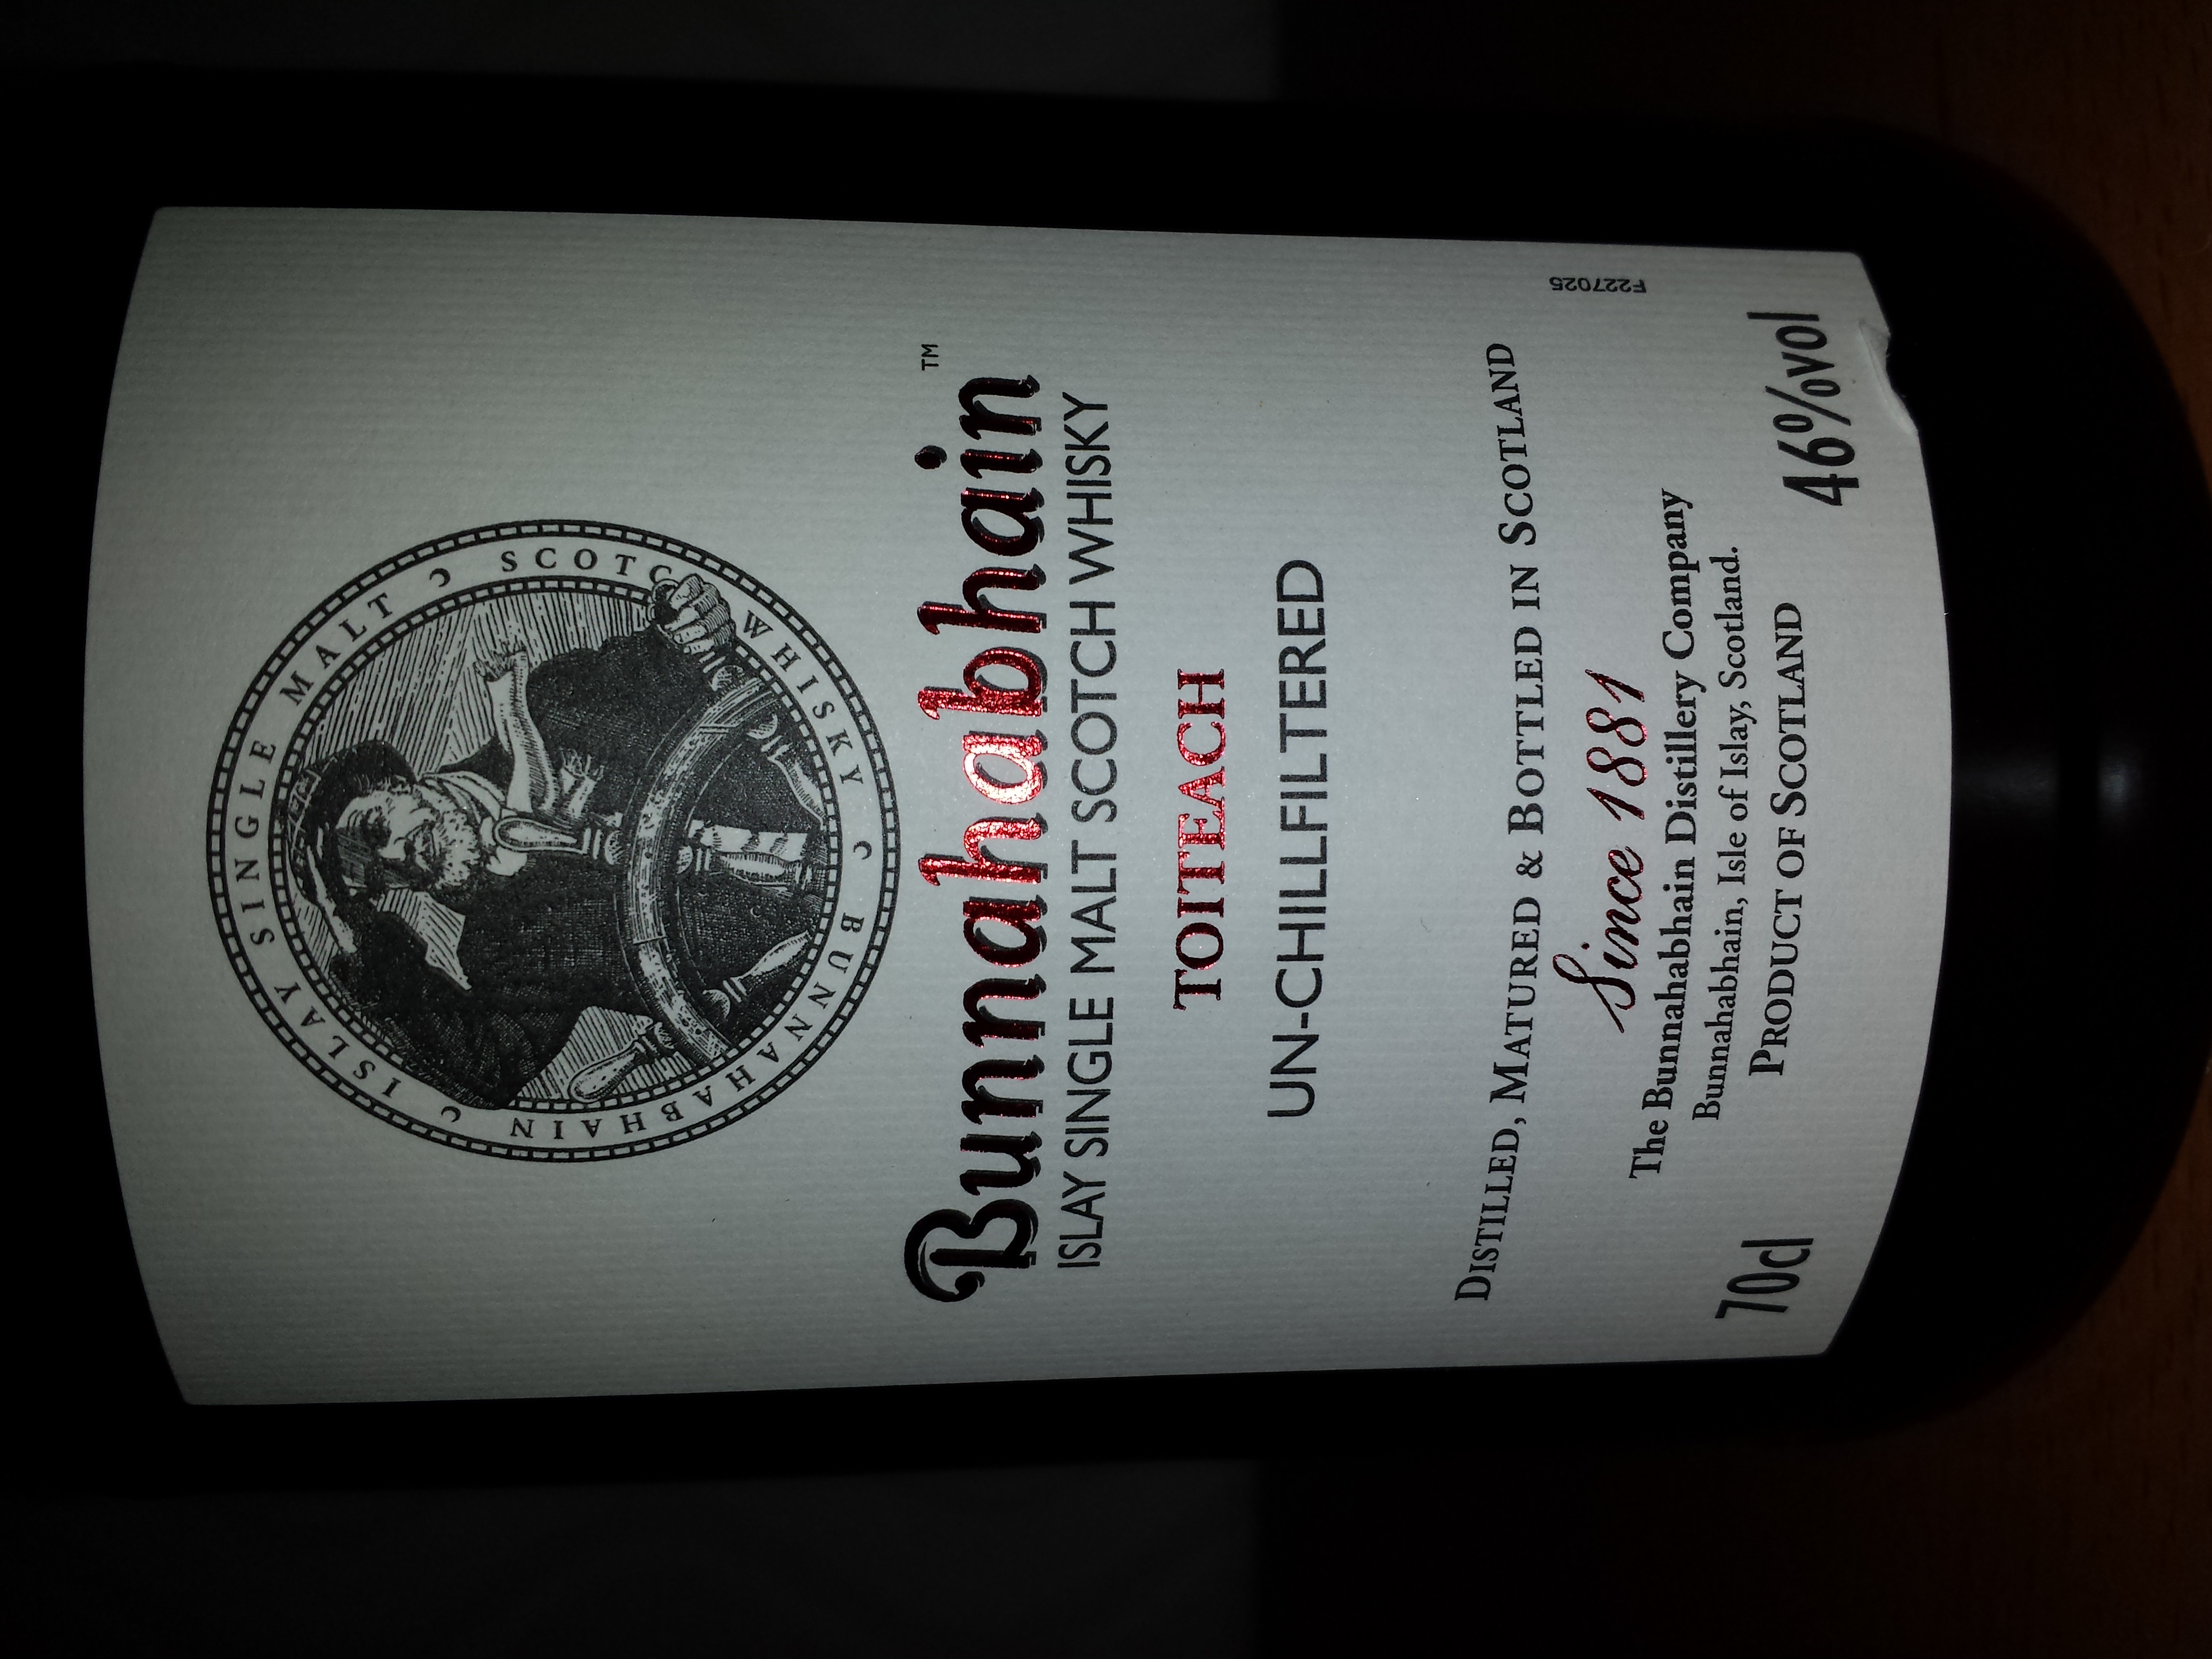 ISLAY SINGLE MALT SCOTCH WHISKY BUNNAHABHAIN
Bunnahabhain™
ISLAY SINGLE MALT SCOTCH WHISKY
TOITEACH
UN-CHILLFILTERED
DISTILLED, MATURED & BOTTLED IN SCOTLAND
Since 1881
The Bunnahabhain Distillery Company
Bunnahabhain, Isle of Islay, Scotland.
PRODUCT OF SCOTLAND
70cl
46%vol
F227025